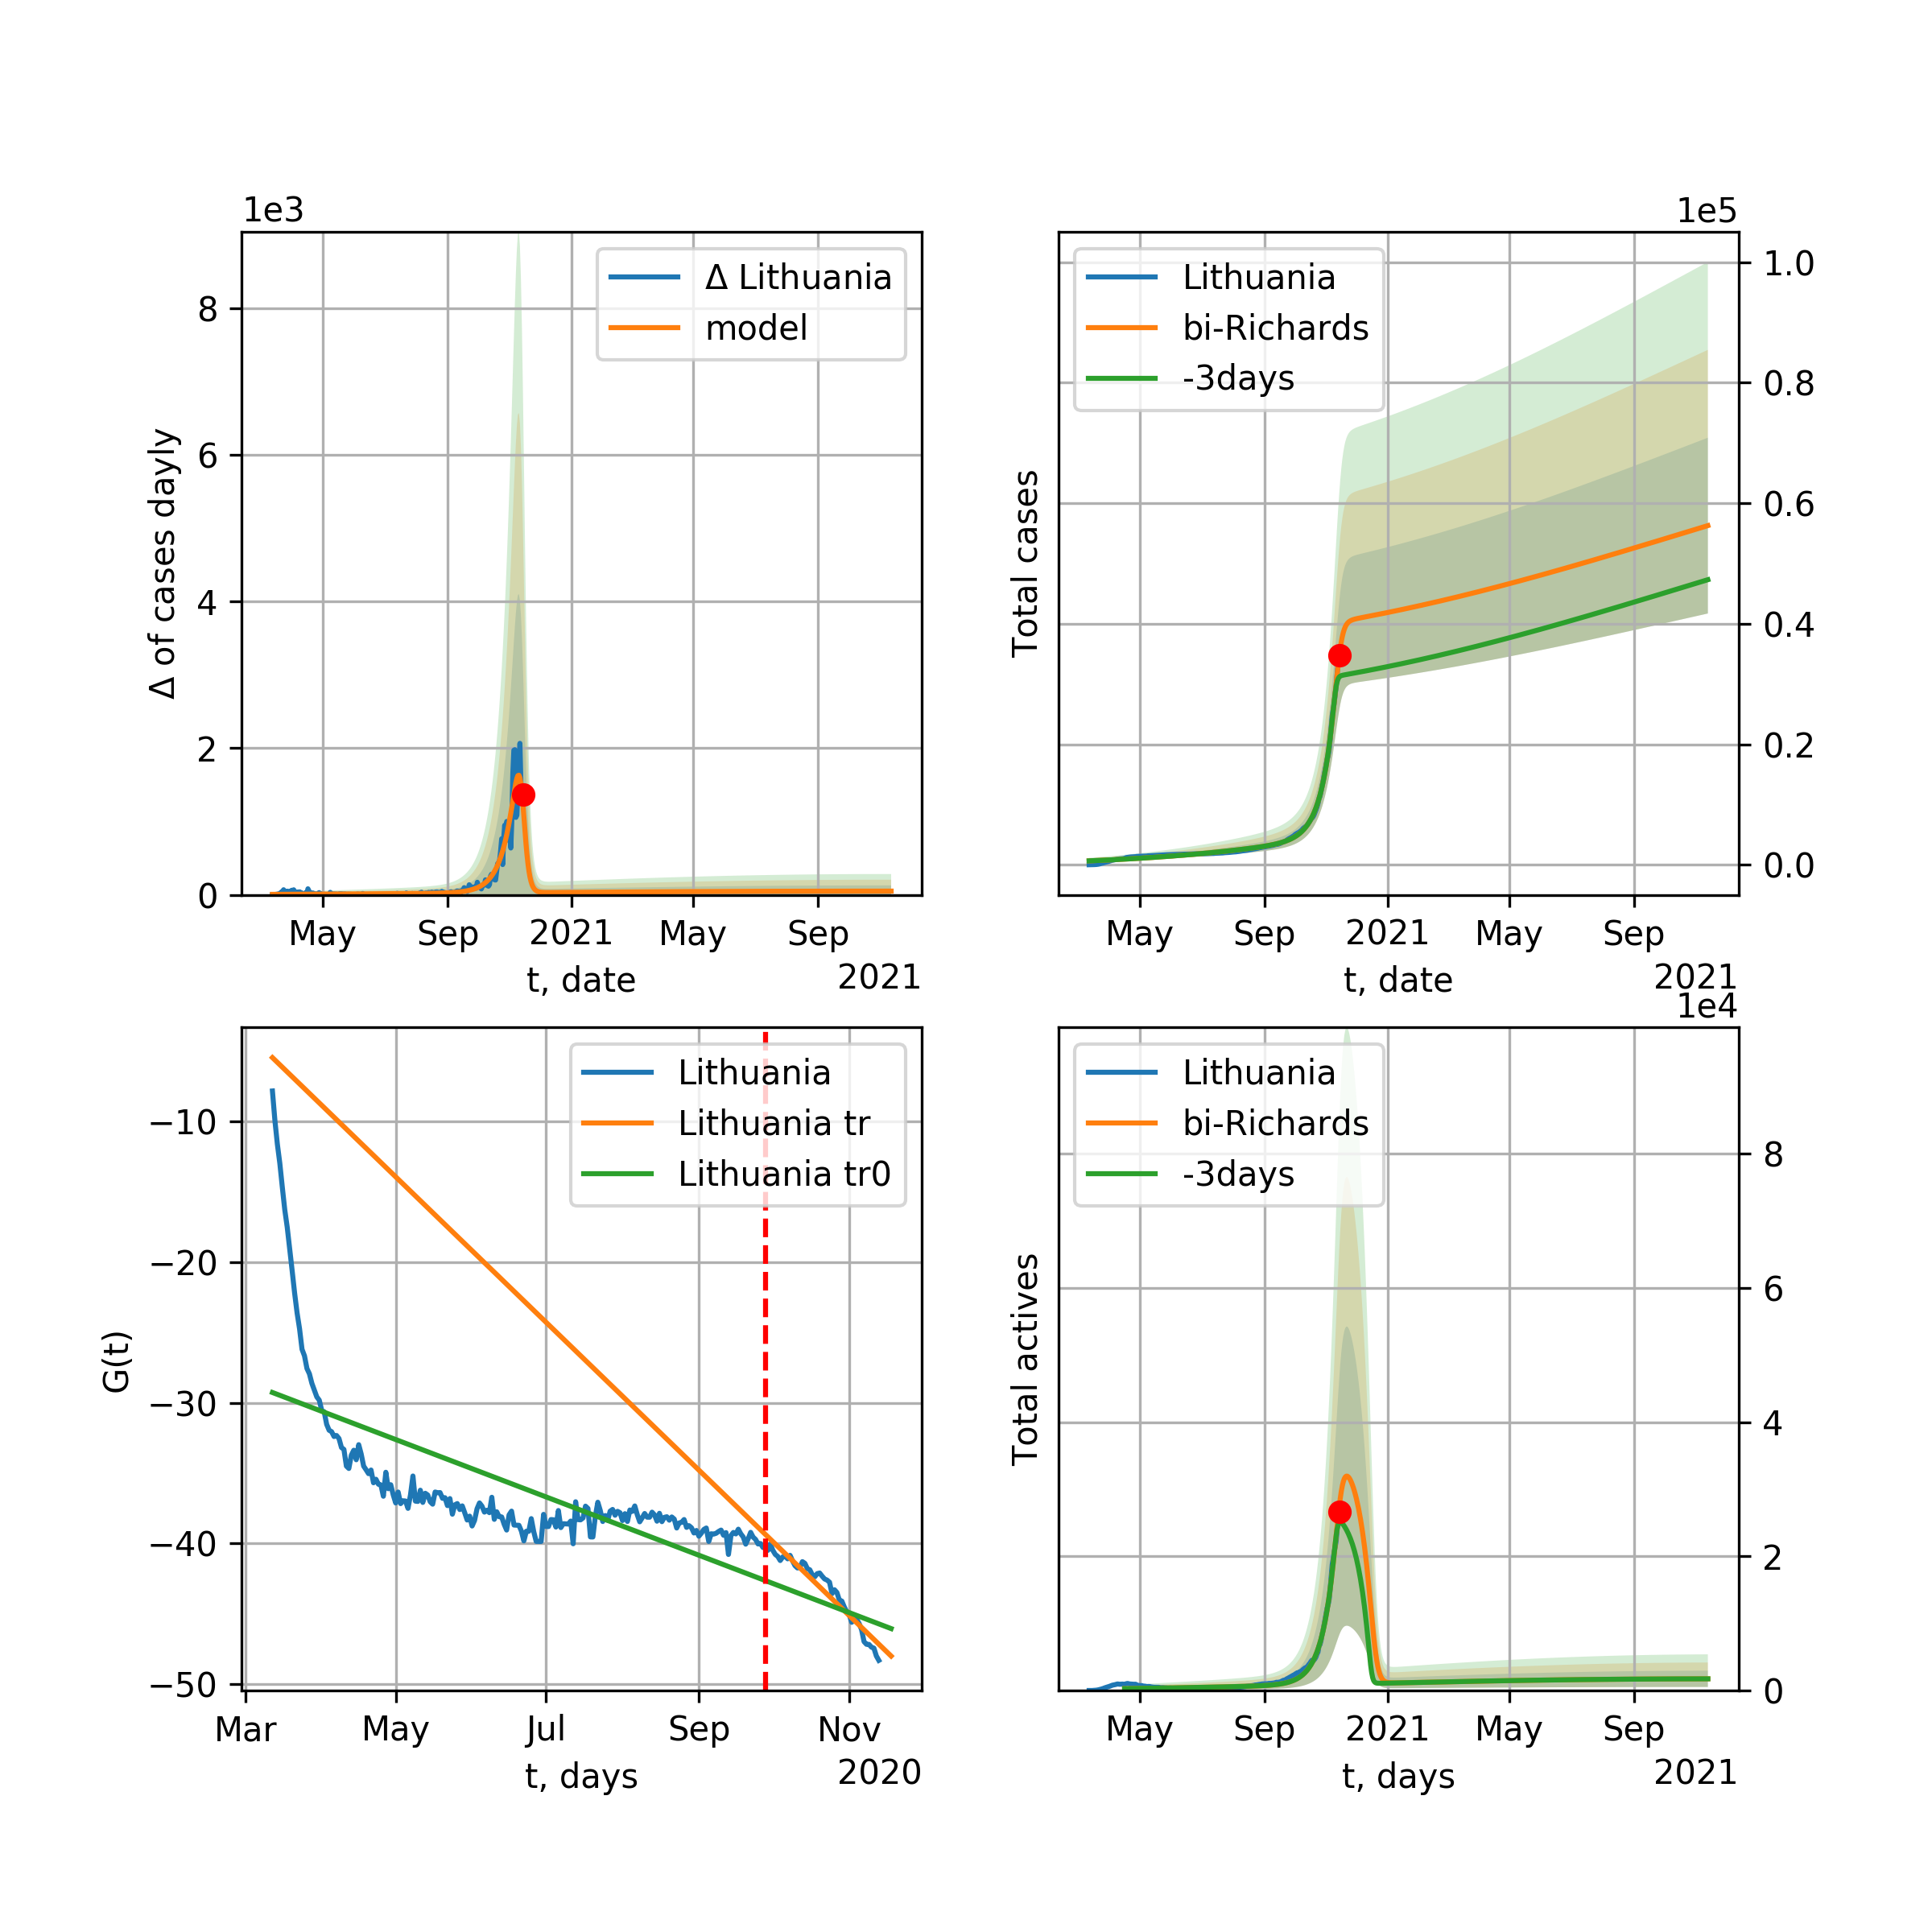 1e3
Δ of cases dayly
8
6
4
2
0
Δ Lithuania
model
May Sep 2021 May Sep
t, date
2021
1e5
Total cases
Lithuania
bi-Richards
-3days
1.0
0.8
0.6
0.4
0.2
0.0
May Sep 2021 May Sep
t, date
2021
G(t)
−10
−20
−30
−40
−50
Lithuania
Lithuania tr
Lithuania tr0
Mar May Jul Sep Nov
t, days
2020
1e4
Total actives
Lithuania
bi-Richards
-3days
8
6
4
2
0
May Sep 2021 May Sep
t, days
2021